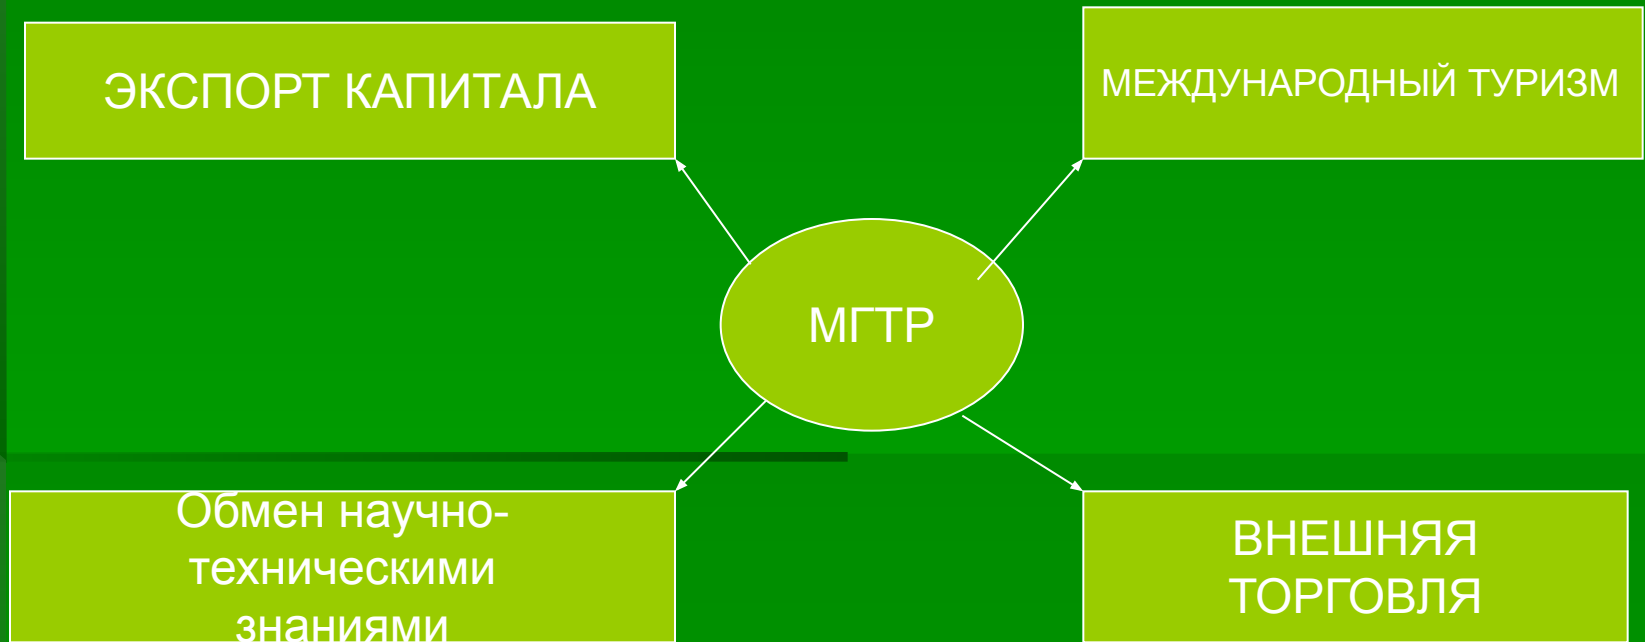 ЭКСПОРТ КАПИТАЛА
МЕЖДУНАРОДНЫЙ ТУРИЗМ
МГТР
Обмен научно-
техническими
знаниями
ВНЕШНЯЯ
ТОРГОВЛЯ